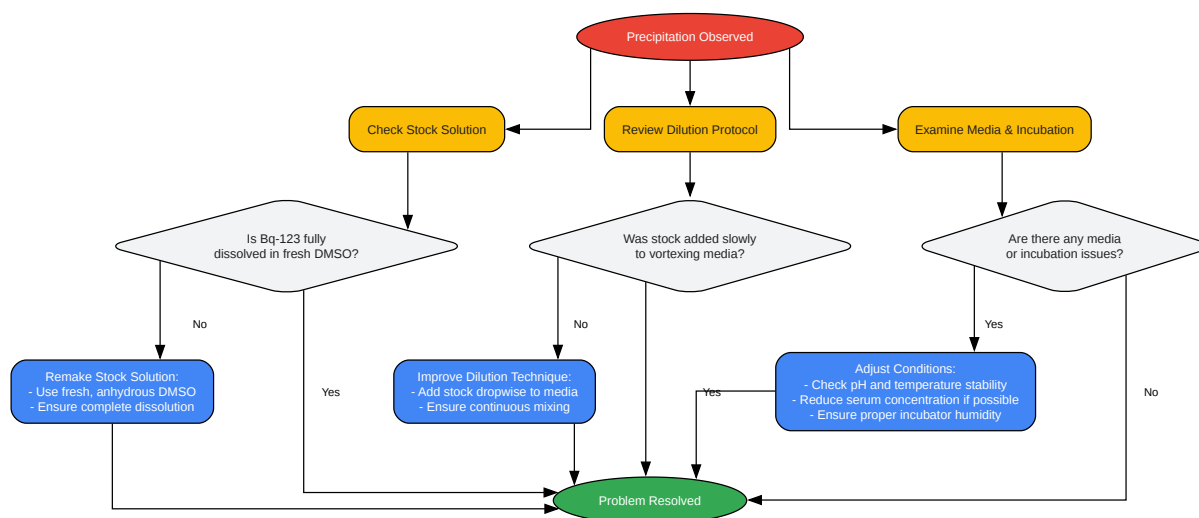 Precipitation Observed
Check Stock Solution
Review Dilution Protocol
Examine Media & Incubation
Is Bq-123 fully
dissolved in fresh DMSO?
Was stock added slowly
to vortexing media?
Are there any media
or incubation issues?
No
No
Yes
Remake Stock Solution:
- Use fresh, anhydrous DMSO
- Ensure complete dissolution
Yes
Improve Dilution Technique:
- Add stock dropwise to media
- Ensure continuous mixing
Yes
Adjust Conditions:
- Check pH and temperature stability
- Reduce serum concentration if possible
- Ensure proper incubator humidity
No
Problem Resolved